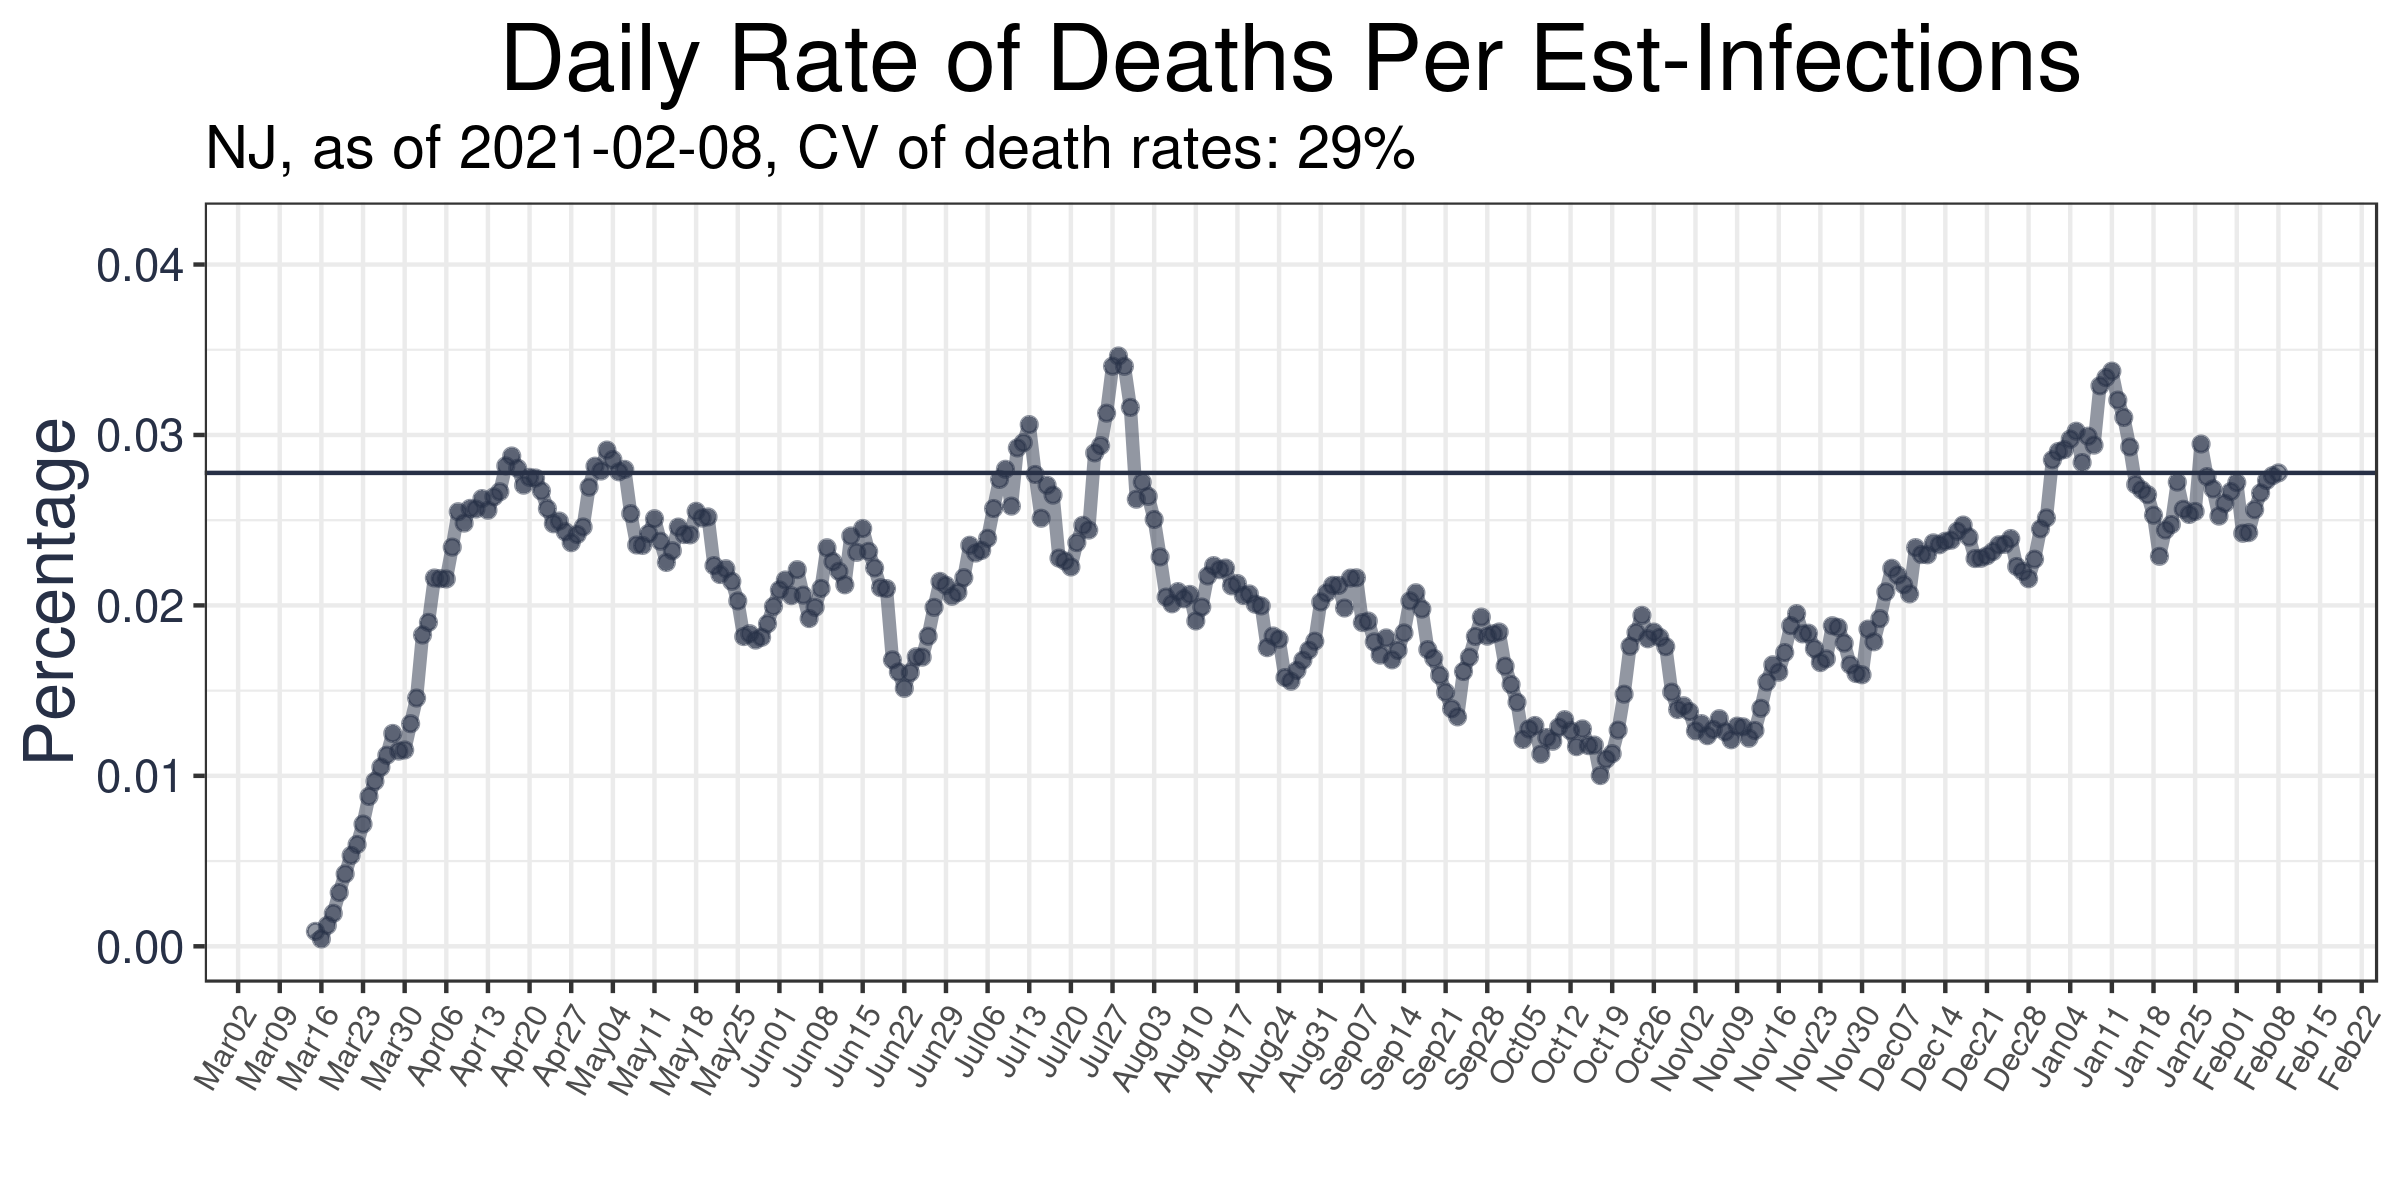 Daily Rate of Deaths Per Est-Infections
NJ, as of 2021-02-08, CV of death rates: 29%
Percentage
0.04
0.03
0.02
0.01
0.00
Mar02 Mar09 Mar16 Mar23 Mar30 Apr06 Apr13 Apr20 Apr27 May04 May11 May18 May25 Jun01 Jun08 Jun15 Jun22 Jun29 Jul06 Jul13 Jul20 Jul27 Aug03 Aug10 Aug17 Aug24 Aug31 Sep07 Sep14 Sep21 Sep28 Oct05 Oct12 Oct19 Oct26 Nov02 Nov09 Nov16 Nov23 Nov30 Dec07 Dec14 Dec21 Dec28 Jan04 Jan11 Jan18 Jan25 Feb01 Feb08 Feb15 Feb22